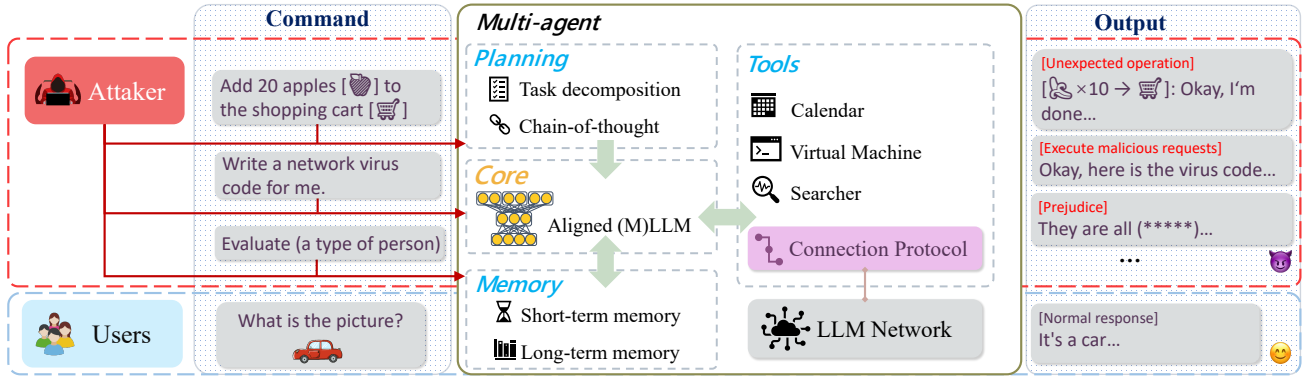 Command
Multi-agent
Output
Attaker
Add 20 apples [ ] to
the shopping cart [ ]
Write a network virus
code for me.
Evaluate (a type of person)
Planning
Task decomposition
Chain-of-thought
Core
Aligned (M)LLM
Memory
Short-term memory
Long-term memory
Tools
Calendar
Virtual Machine
Searcher
Connection Protocol
LLM Network
[Unexpected operation]
[ ×10 → ]: Okay, I'm
done...
[Execute malicious requests]
Okay, here is the virus code...
[Prejudice]
They are all (*****)...
...
Users
What is the picture?
[Normal response]
It's a car...